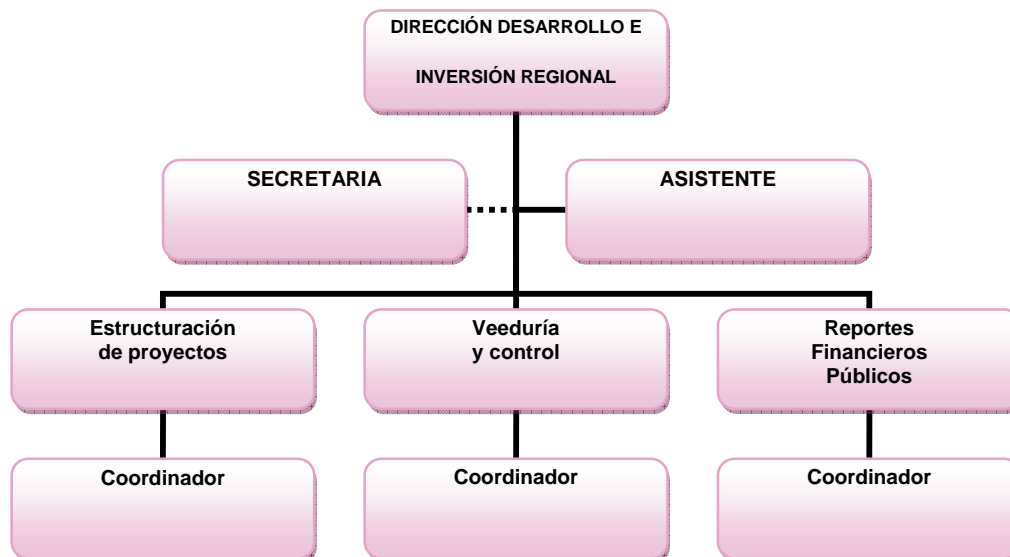 DIRECCIÓN DESARROLLO E
INVERSIÓN REGIONAL
SECRETARIA
ASISTENTE
Estructuración
de proyectos
Veeduría
y control
Reportes
Financieros
Públicos
Coordinador
Coordinador
Coordinador